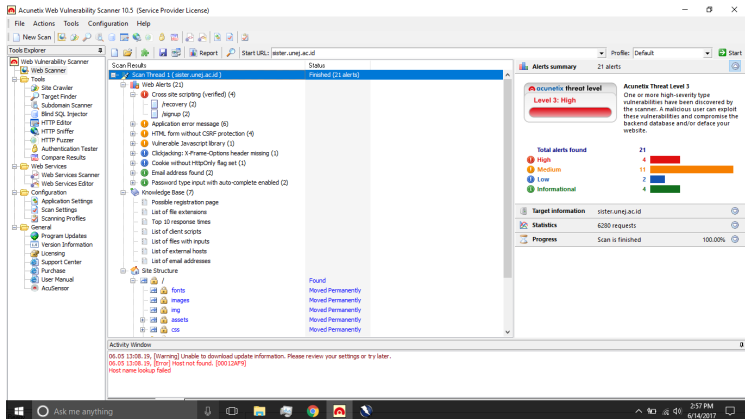 Acunetix Web Vulnerability Scanner 10.5 (Service Provider License)
File Actions Tools Configuration Help
New Scan
Report
Start URL: sister.unej.ac.id
Profile: Default
Start
Tools Explorer
Web Vulnerability Scanner
Web Scanner
Tools
Site Crawler
Target Finder
Subdomain Scanner
Blind SQL Injector
HTTP Editor
HTTP Sniffer
HTTP Fuzzer
Authentication Tester
Compare Results
Web Services
Web Services Scanner
Web Services Editor
Configuration
Application Settings
Scan Settings
Scanning Profiles
General
Program Updates
Version Information
Licensing
Support Center
Purchase
User Manual
AcuSensor
Scan Results Status
Scan Thread 1 ( sister.unej.ac.id ) Finished (21 alerts)
Web Alerts (21)
Cross site scripting (verified) (4)
/recovery (2)
/signup (2)
Application error message (6)
HTML form without CSRF protection (4)
Vulnerable Javascript library (1)
Clickjacking: X-Frame-Options header missing (1)
Cookie without HttpOnly flag set (1)
Email address found (2)
Password type input with auto-complete enabled (2)
Knowledge Base (7)
Possible registration page
List of file extensions
Top 10 response times
List of client scripts
List of files with inputs
List of external hosts
List of email addresses
Site Structure
/ Found
fonts Moved Permanently
images Moved Permanently
img Moved Permanently
assets Moved Permanently
css Moved Permanently
Alerts summary 21 alerts
acunetix threat level
Level 3: High
Acunetix Threat Level 3
One or more high-severity type
vulnerabilities have been discovered by
the scanner. A malicious user can exploit
these vulnerabilities and compromise the
backend database and/or deface your
website.
Total alerts found 21
High 4
Medium 11
Low 2
Informational 4
Target information sister.unej.ac.id
Statistics 6280 requests
Progress Scan is finished 100.00%
Activity Window
06.05 13:08.19, [Warning] Unable to download update information. Please review your settings or try later.
06.05 13:08.19, [Error] Host not found. [00012AF9]
Host name lookup failed!
Ask me anything
2:57 PM
6/14/2017